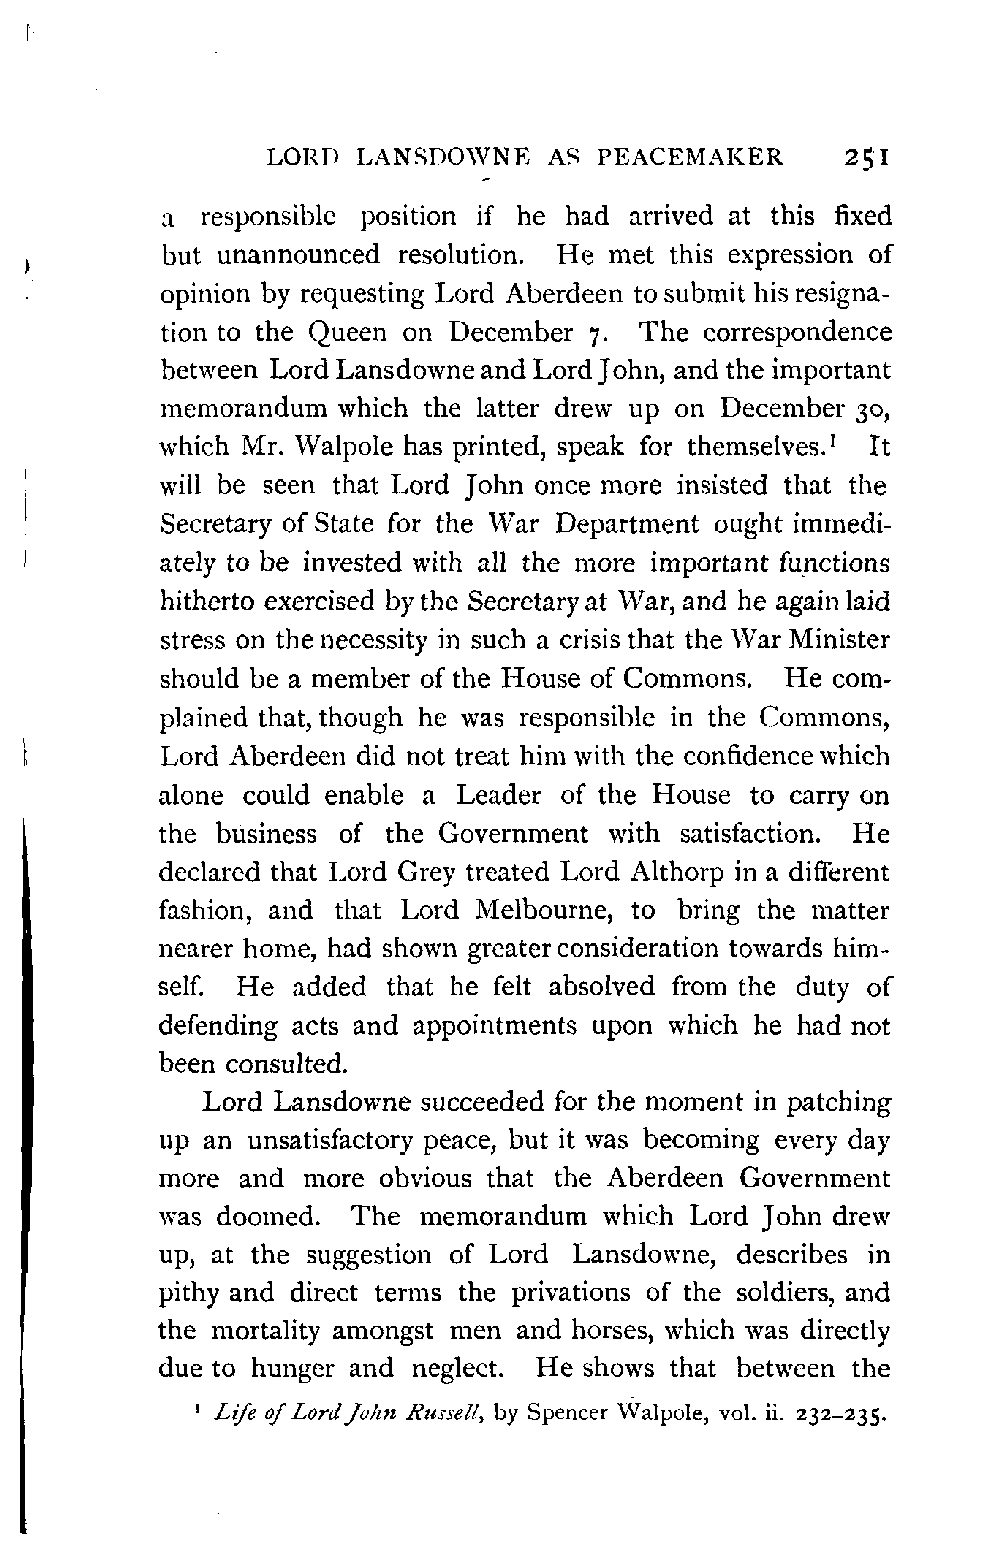 LORD LANSDOWNE AS PEACEMAKER 251
a responsible position if he had arrived at this fixed
but unannounced resolution. He met this expression of
opinion by requesting Lord Aberdeen to submit his resigna-
tion to the Queen on December 7. The correspondence
between Lord Lansdowne and Lord John, and the important
memorandum which the latter drew up on December 30,
which Mr. Walpole has printed, speak for themselves.¹ It
will be seen that Lord John once more insisted that the
Secretary of State for the War Department ought immedi-
ately to be invested with all the more important functions
hitherto exercised by the Secretary at War, and he again laid
stress on the necessity in such a crisis that the War Minister
should be a member of the House of Commons. He com-
plained that, though he was responsible in the Commons,
Lord Aberdeen did not treat him with the confidence which
alone could enable a Leader of the House to carry on
the business of the Government with satisfaction. He
declared that Lord Grey treated Lord Althorp in a different
fashion, and that Lord Melbourne, to bring the matter
nearer home, had shown greater consideration towards him-
self. He added that he felt absolved from the duty of
defending acts and appointments upon which he had not
been consulted.
Lord Lansdowne succeeded for the moment in patching
up an unsatisfactory peace, but it was becoming every day
more and more obvious that the Aberdeen Government
was doomed. The memorandum which Lord John drew
up, at the suggestion of Lord Lansdowne, describes in
pithy and direct terms the privations of the soldiers, and
the mortality amongst men and horses, which was directly
due to hunger and neglect. He shows that between the
¹ Life of Lord John Russell, by Spencer Walpole, vol. ii. 232–235.